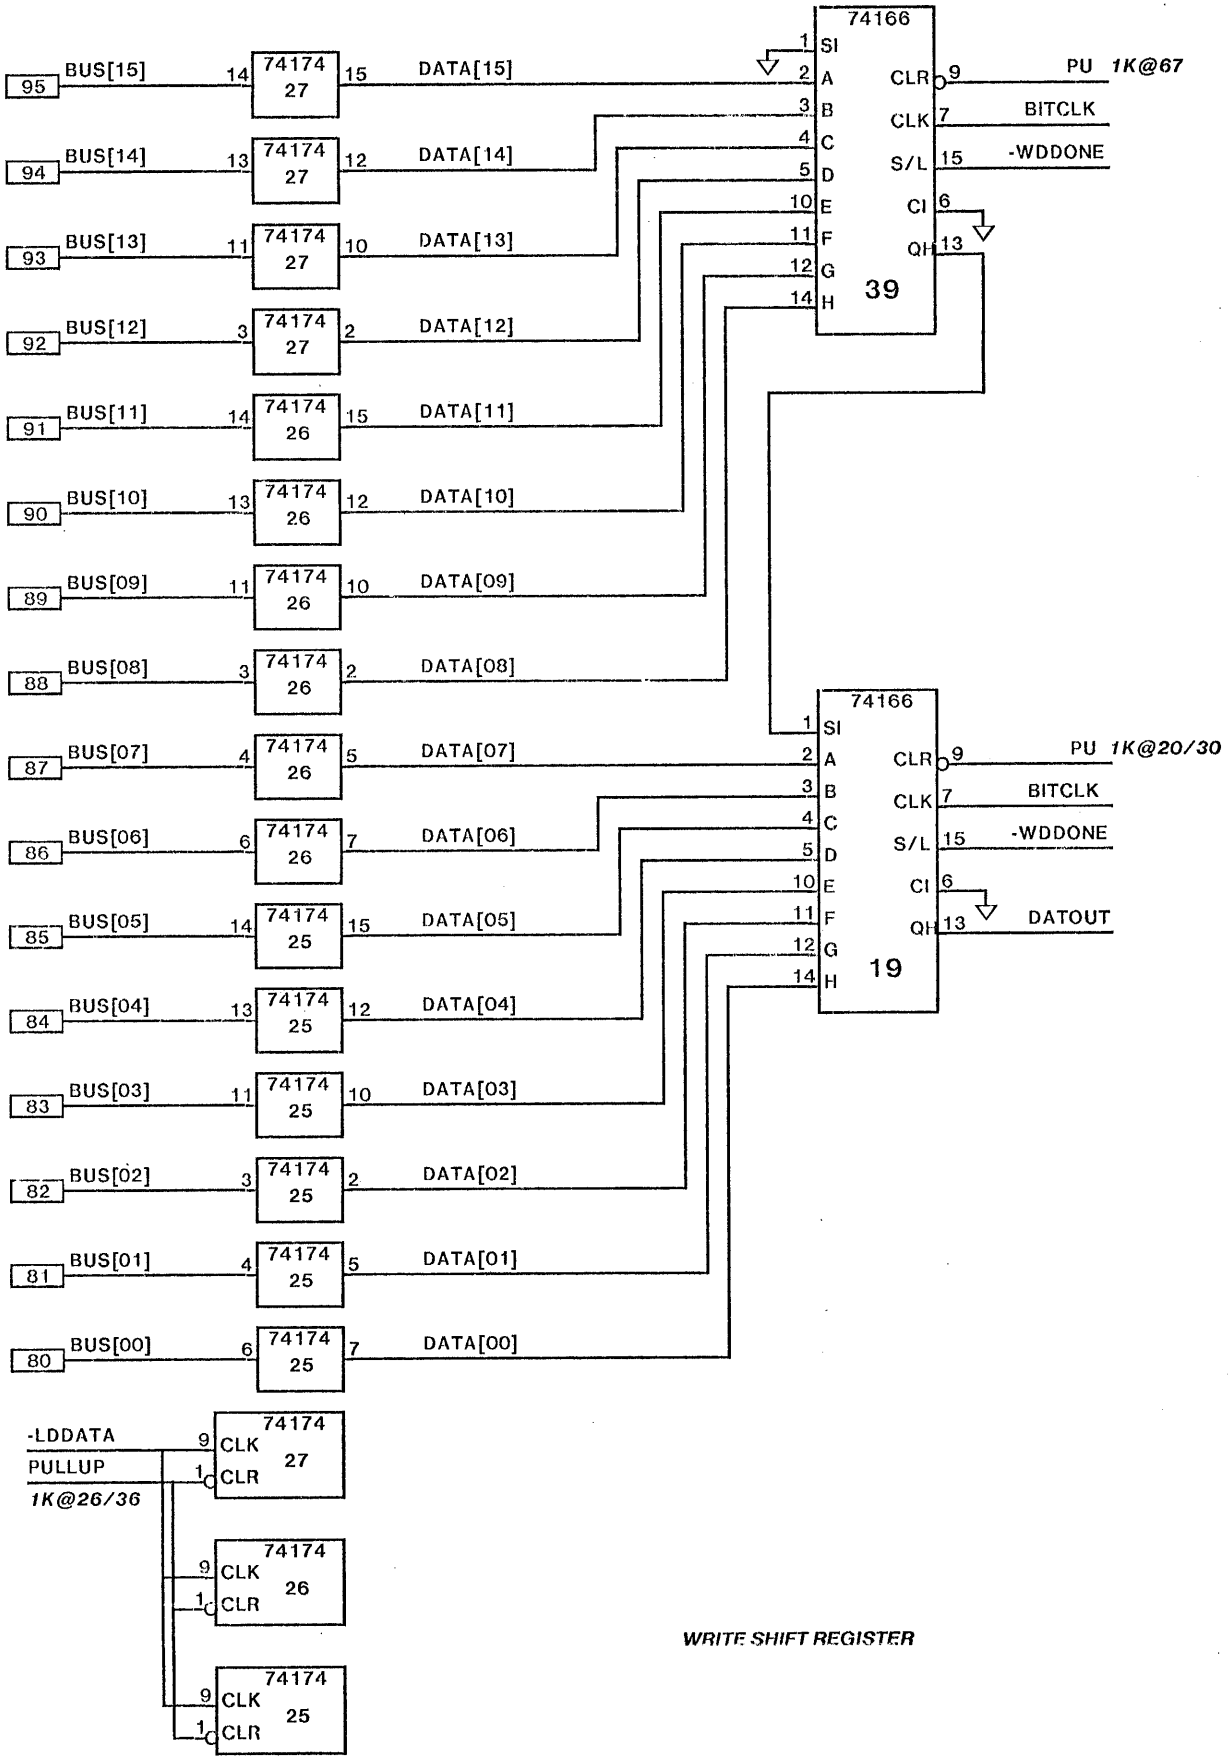 95 BUS[15] 14 74174 27 15 DATA[15]
94 BUS[14] 13 74174 27 12 DATA[14]
93 BUS[13] 11 74174 27 10 DATA[13]
92 BUS[12] 3 74174 27 2 DATA[12]
91 BUS[11] 14 74174 26 15 DATA[11]
90 BUS[10] 13 74174 26 12 DATA[10]
89 BUS[09] 11 74174 26 10 DATA[09]
88 BUS[08] 3 74174 26 2 DATA[08]
87 BUS[07] 4 74174 26 5 DATA[07]
86 BUS[06] 6 74174 26 7 DATA[06]
85 BUS[05] 14 74174 25 15 DATA[05]
84 BUS[04] 13 74174 25 12 DATA[04]
83 BUS[03] 11 74174 25 10 DATA[03]
82 BUS[02] 3 74174 25 2 DATA[02]
81 BUS[01] 4 74174 25 5 DATA[01]
80 BUS[00] 6 74174 25 7 DATA[00]
74166
1 SI
2 A
3 B
4 C
5 D
10 E
11 F
12 G
14 H
CLR 9 PU 1K@67
CLK 7 BITCLK
S/L 15 -WDDONE
CI 6
QH 13
39
74166
1 SI
2 A
3 B
4 C
5 D
10 E
11 F
12 G
14 H
CLR 9 PU 1K@20/30
CLK 7 BITCLK
S/L 15 -WDDONE
CI 6
QH 13 DATOUT
19
-LDDATA
PULLUP
1K@26/36
74174
9 CLK
27
1 CLR
74174
9 CLK
26
1 CLR
74174
9 CLK
25
1 CLR
WRITE SHIFT REGISTER